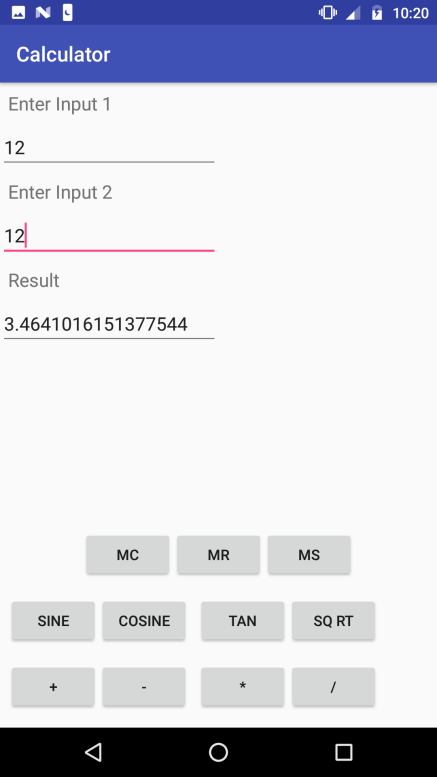 10:20
Calculator
Enter Input 1
12
Enter Input 2
12
Result
3.4641016151377544
MC MR MS
SINE COSINE TAN SQ RT
+ - * /